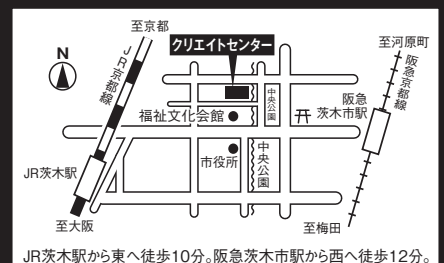 至京都
クリエイトセンター
至河原町
N
JR京都線
阪急京都線
中央公園
福祉文化会館
阪急
茨木市駅
市役所
中央公園
JR茨木駅
至大阪
至梅田
JR茨木駅から東へ徒歩10分。阪急茨木市駅から西へ徒歩12分。